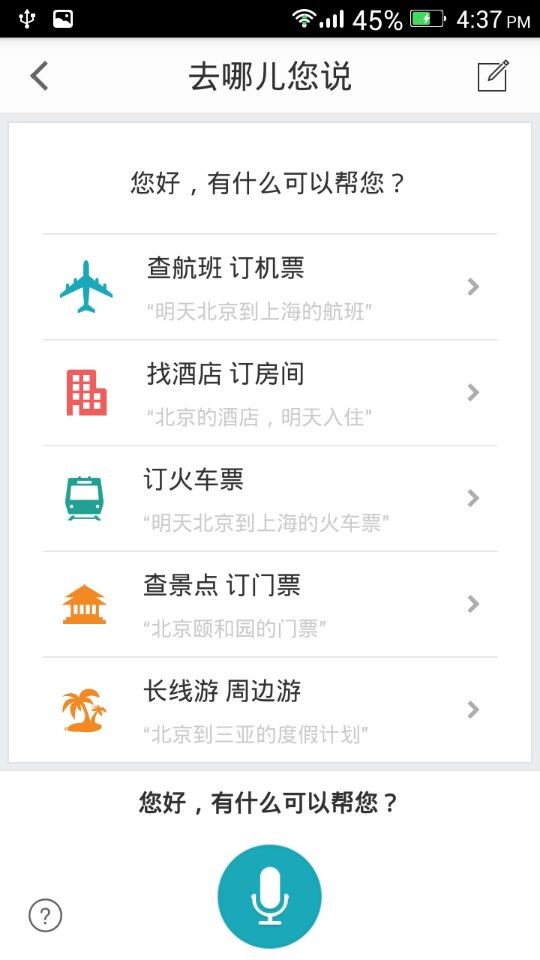 45% 4:37 PM
去哪儿您说
您好，有什么可以帮您？
查航班 订机票
“明天北京到上海的航班”
找酒店 订房间
“北京的酒店，明天入住”
订火车票
“明天北京到上海的火车票”
查景点 订门票
“北京颐和园的门票”
长线游 周边游
“北京到三亚的度假计划”
您好，有什么可以帮您？
?